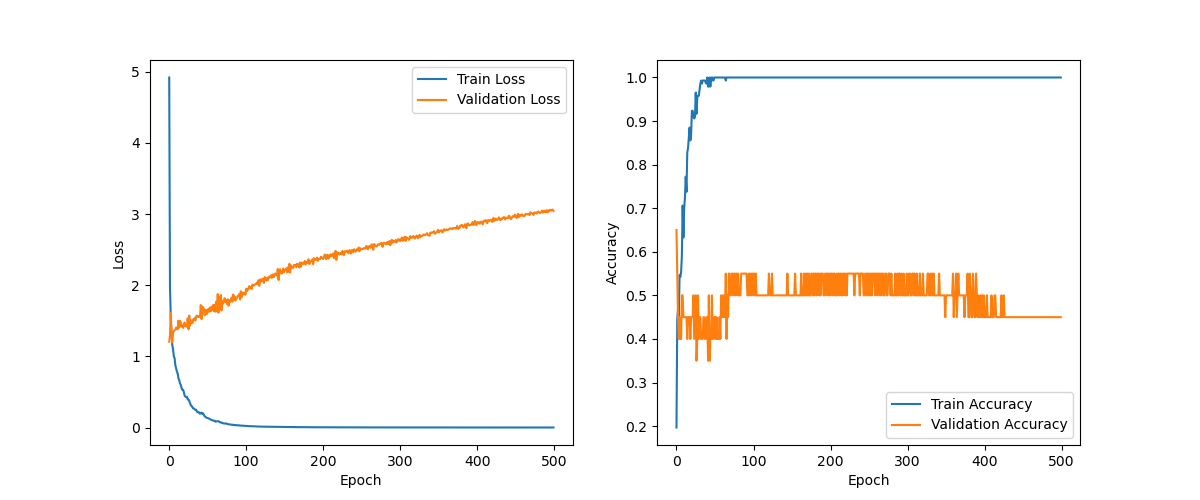 5
4
3
2
1
0
Loss
0 100 200 300 400 500
Epoch
Train Loss
Validation Loss
1.0
0.9
0.8
0.7
0.6
0.5
0.4
0.3
0.2
Accuracy
0 100 200 300 400 500
Epoch
Train Accuracy
Validation Accuracy